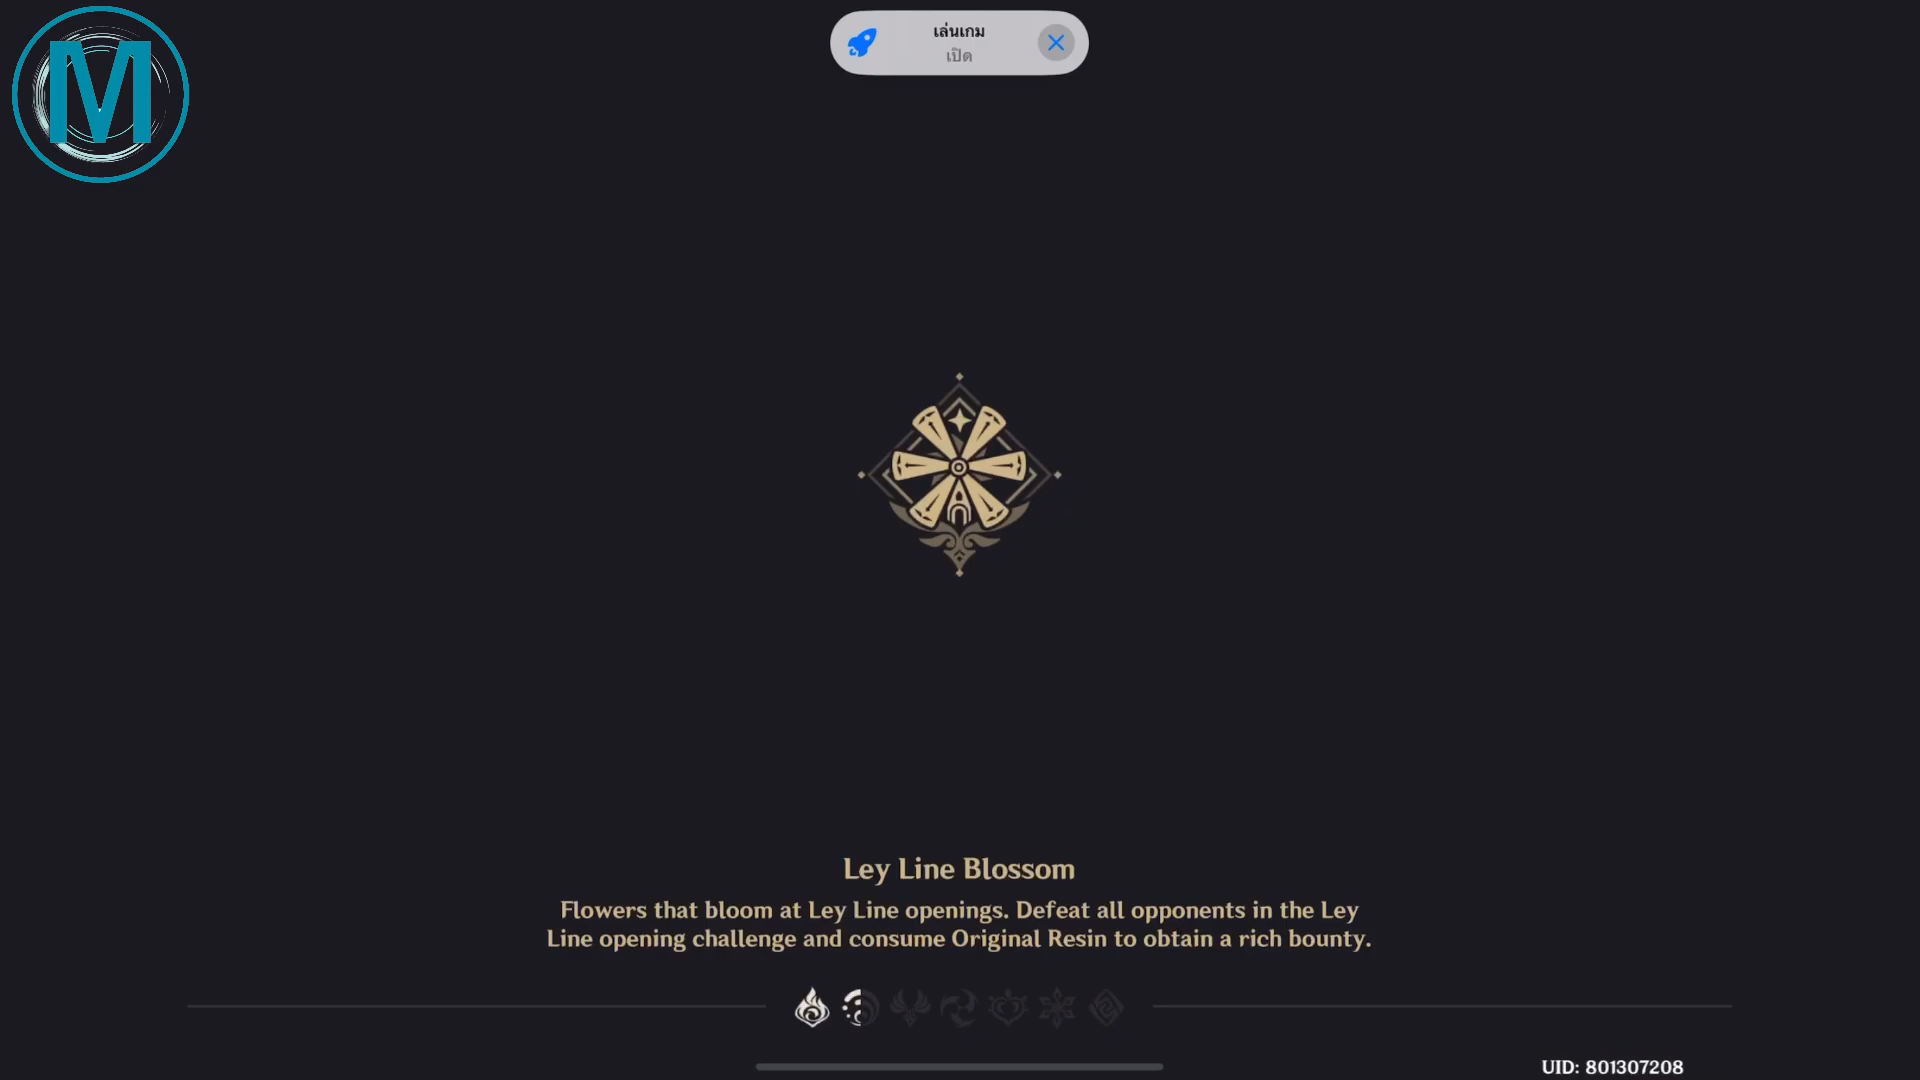 M
เล่นเกม
เปิด
Ley Line Blossom
Flowers that bloom at Ley Line openings. Defeat all opponents in the Ley
Line opening challenge and consume Original Resin to obtain a rich bounty.
UID: 801307208